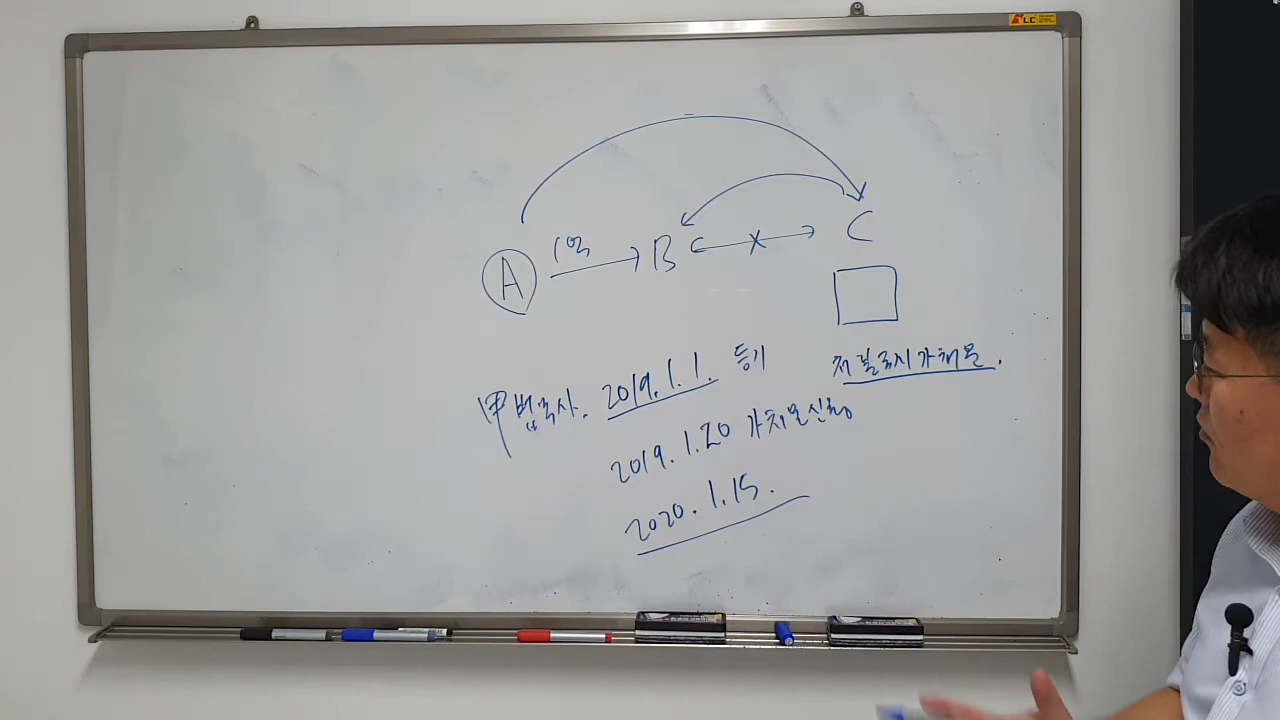 LC
1억
A B C
甲 법무사. 2019.1.1. 등기
처분금지가처분.
2019.1.20 가처분신청
2020.1.15.